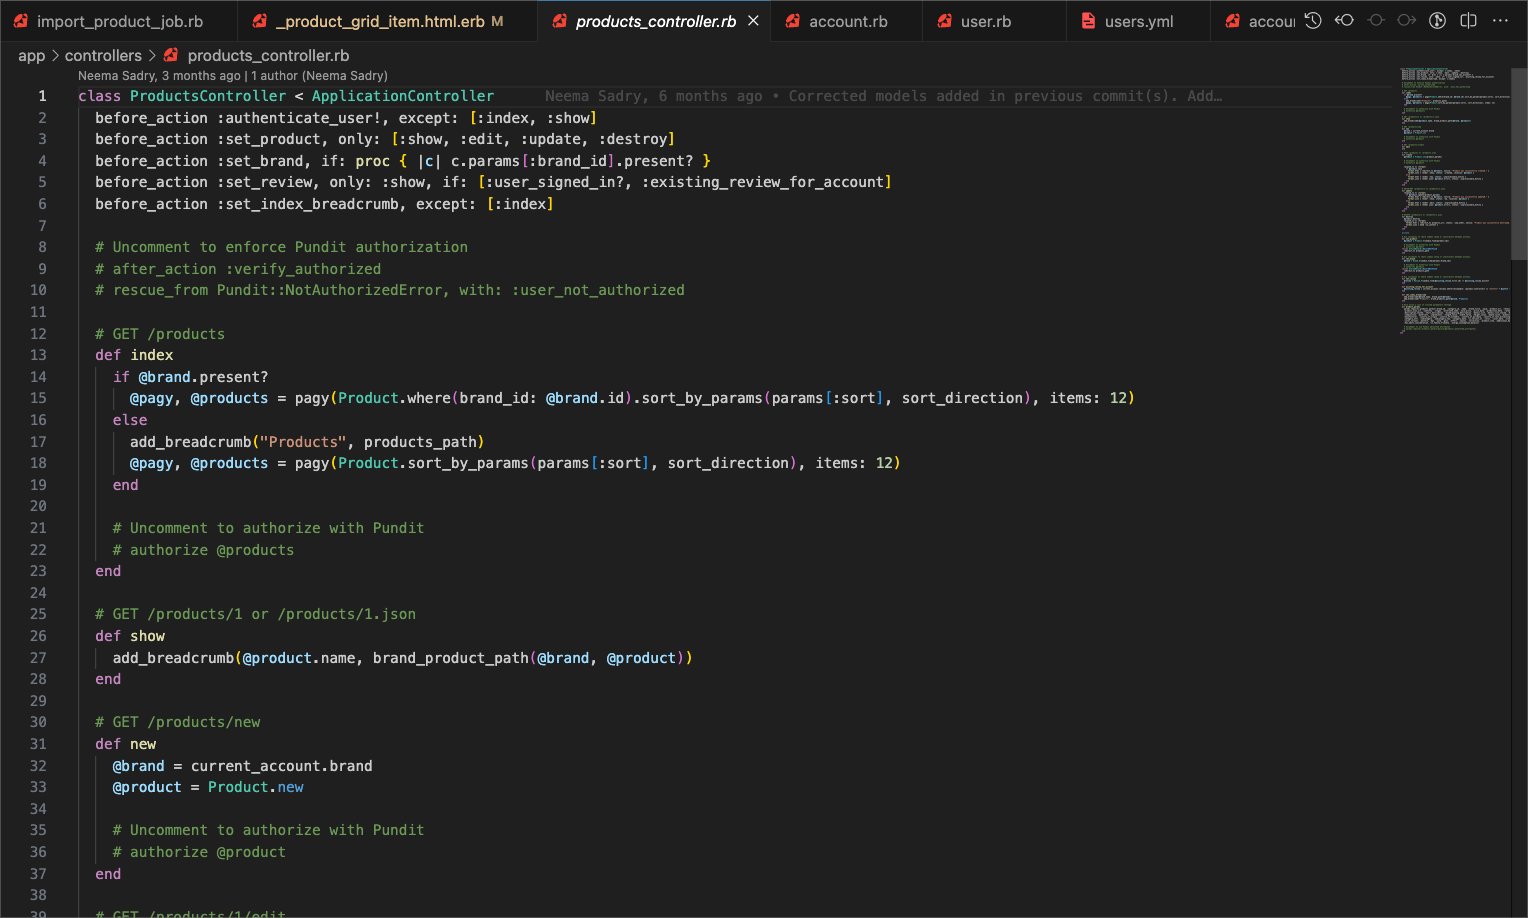 import_product_job.rb
_product_grid_item.html.erb M
products_controller.rb
account.rb
user.rb
users.yml
accou
app > controllers > products_controller.rb
Neema Sadry, 3 months ago | 1 author (Neema Sadry)
1 class ProductsController < ApplicationController Neema Sadry, 6 months ago • Corrected models added in previous commit(s). Add…
2 before_action :authenticate_user!, except: [:index, :show]
3 before_action :set_product, only: [:show, :edit, :update, :destroy]
4 before_action :set_brand, if: proc { |c| c.params[:brand_id].present? }
5 before_action :set_review, only: :show, if: [:user_signed_in?, :existing_review_for_account]
6 before_action :set_index_breadcrumb, except: [:index]
7
8 # Uncomment to enforce Pundit authorization
9 # after_action :verify_authorized
10 # rescue_from Pundit::NotAuthorizedError, with: :user_not_authorized
11
12 # GET /products
13 def index
14 if @brand.present?
15 @pagy, @products = pagy(Product.where(brand_id: @brand.id).sort_by_params(params[:sort], sort_direction), items: 12)
16 else
17 add_breadcrumb("Products", products_path)
18 @pagy, @products = pagy(Product.sort_by_params(params[:sort], sort_direction), items: 12)
19 end
20
21 # Uncomment to authorize with Pundit
22 # authorize @products
23 end
24
25 # GET /products/1 or /products/1.json
26 def show
27 add_breadcrumb(@product.name, brand_product_path(@brand, @product))
28 end
29
30 # GET /products/new
31 def new
32 @brand = current_account.brand
33 @product = Product.new
34
35 # Uncomment to authorize with Pundit
36 # authorize @product
37 end
38
39 # GET /products/1/edit